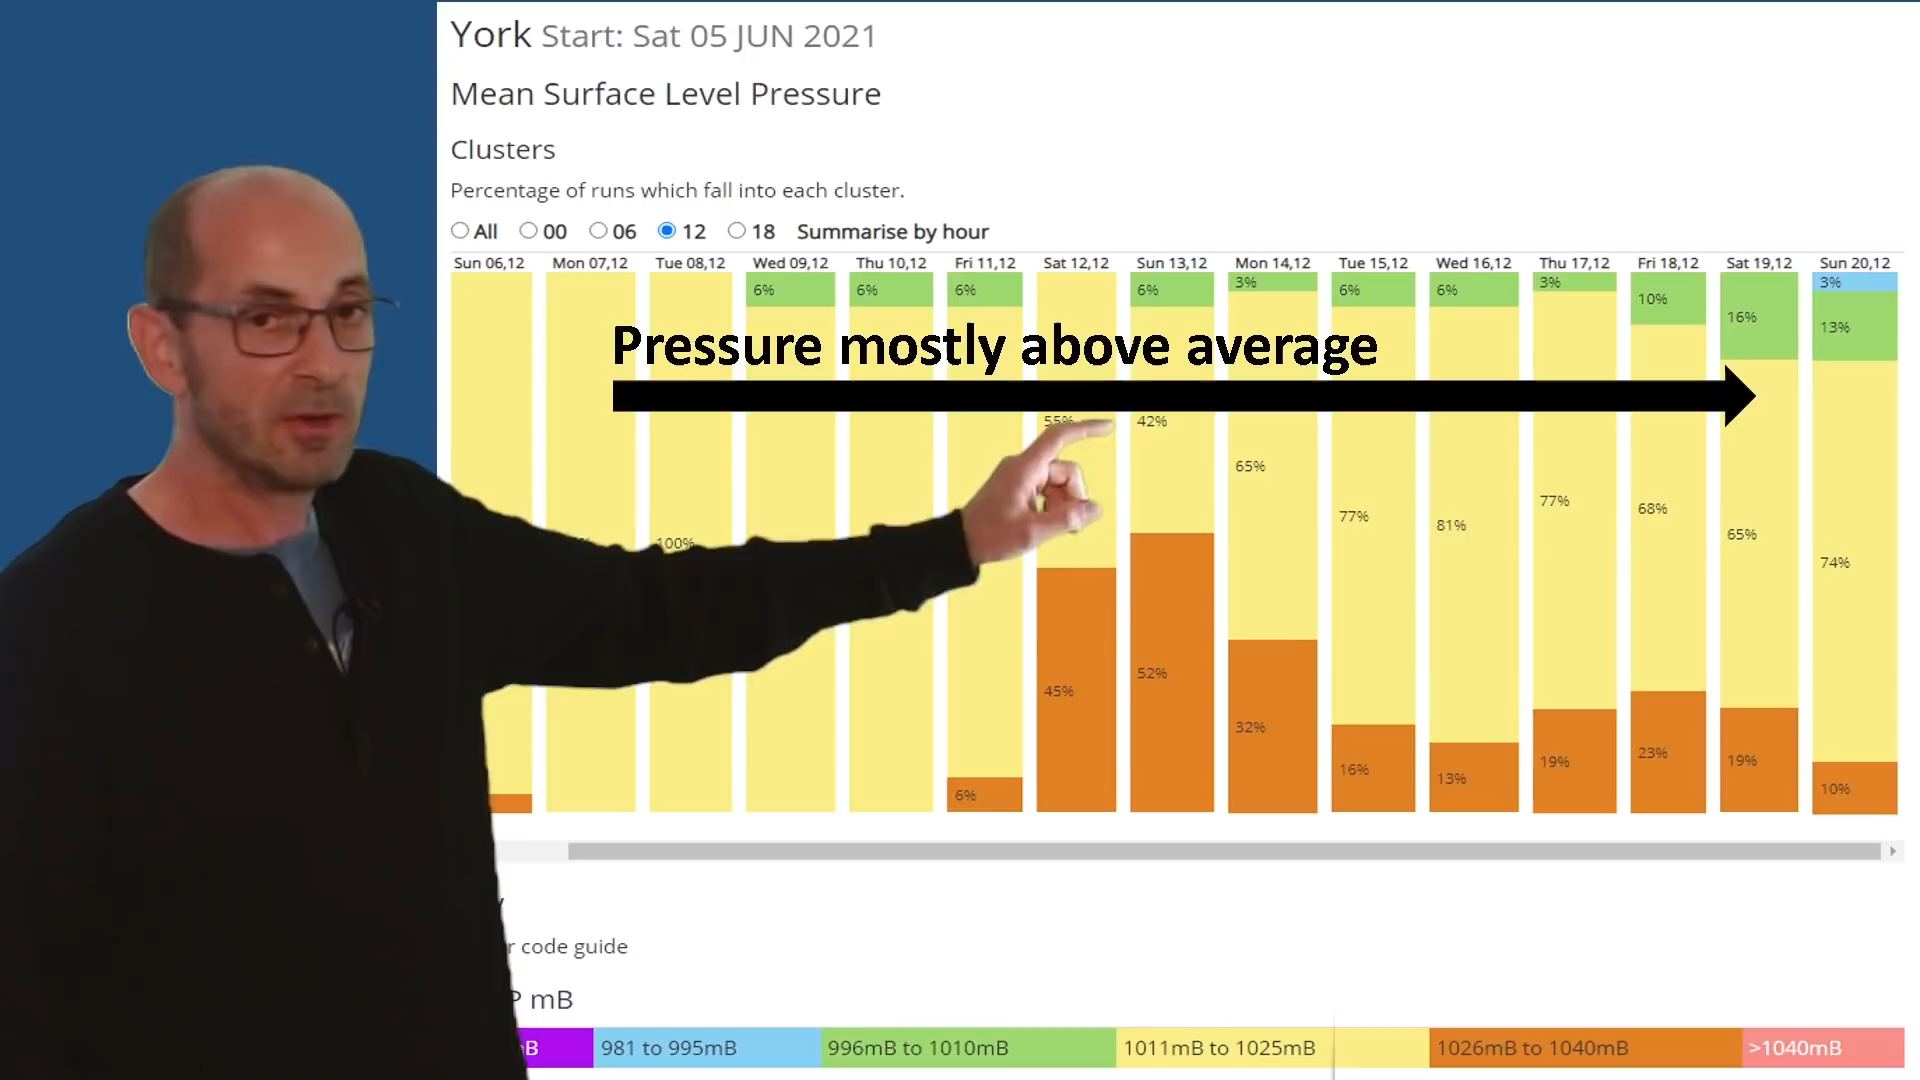 York Start: Sat 05 JUN 2021
Mean Surface Level Pressure
Clusters
Percentage of runs which fall into each cluster.
All 00 06 12 18 Summarise by hour
Sun 06,12 Mon 07,12 Tue 08,12 Wed 09,12 Thu 10,12 Fri 11,12 Sat 12,12 Sun 13,12 Mon 14,12 Tue 15,12 Wed 16,12 Thu 17,12 Fri 18,12 Sat 19,12 Sun 20,12
6% 6% 6% 6% 3% 6% 6% 3% 10% 16% 3%
13%
Pressure mostly above average
55% 42% 65% 77% 81% 77% 68% 65% 74%
100%
45% 52% 32% 16% 13% 19% 23% 19% 10%
6%
code guide
mB
981 to 995mB 996mB to 1010mB 1011mB to 1025mB 1026mB to 1040mB >1040mB